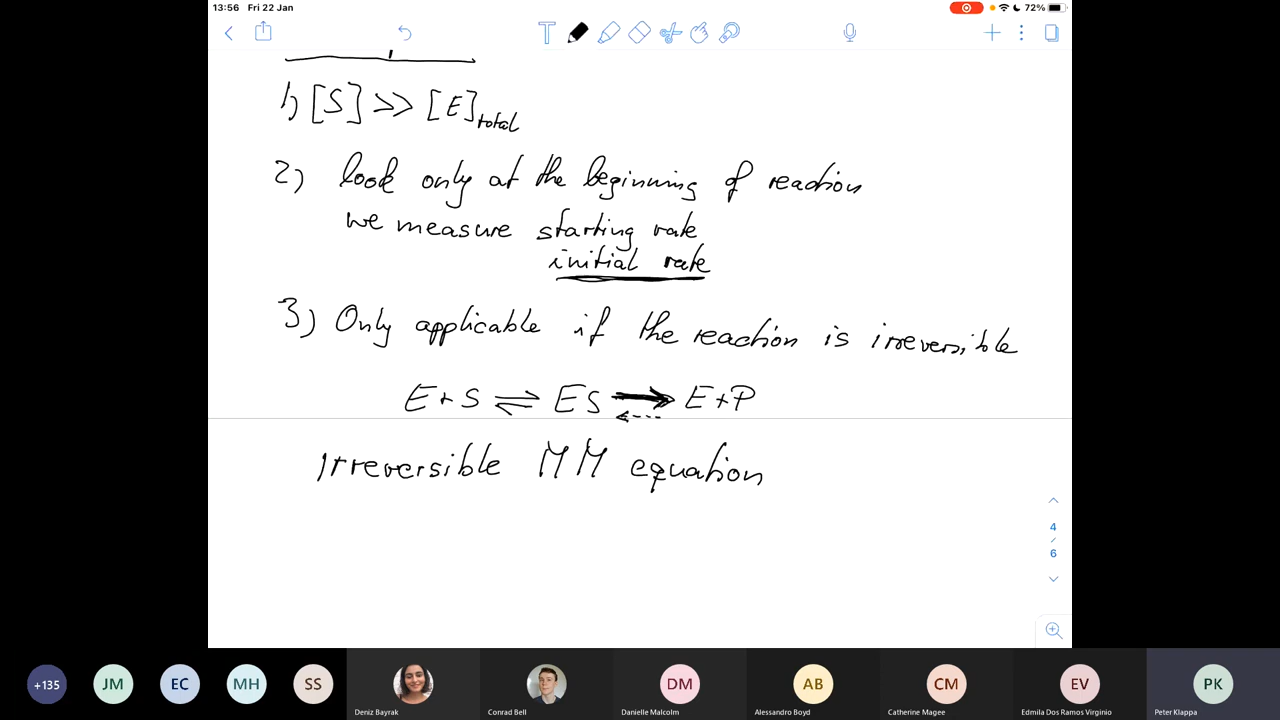 13:56 Fri 22 Jan
72%
1) [S] >> [E]total
2) look only at the beginning of reaction
we measure starting rate
initial rate
3) Only applicable if the reaction is irreversible
E + S ⇌ ES → E + P
Irreversible MM equation
4
/
6
+135
JM
EC
MH
SS
DM
AB
CM
EV
PK
Deniz Bayrak
Conrad Bell
Danielle Malcolm
Alessandro Boyd
Catherine Magee
Edmila Dos Ramos Virginio
Peter Klappa